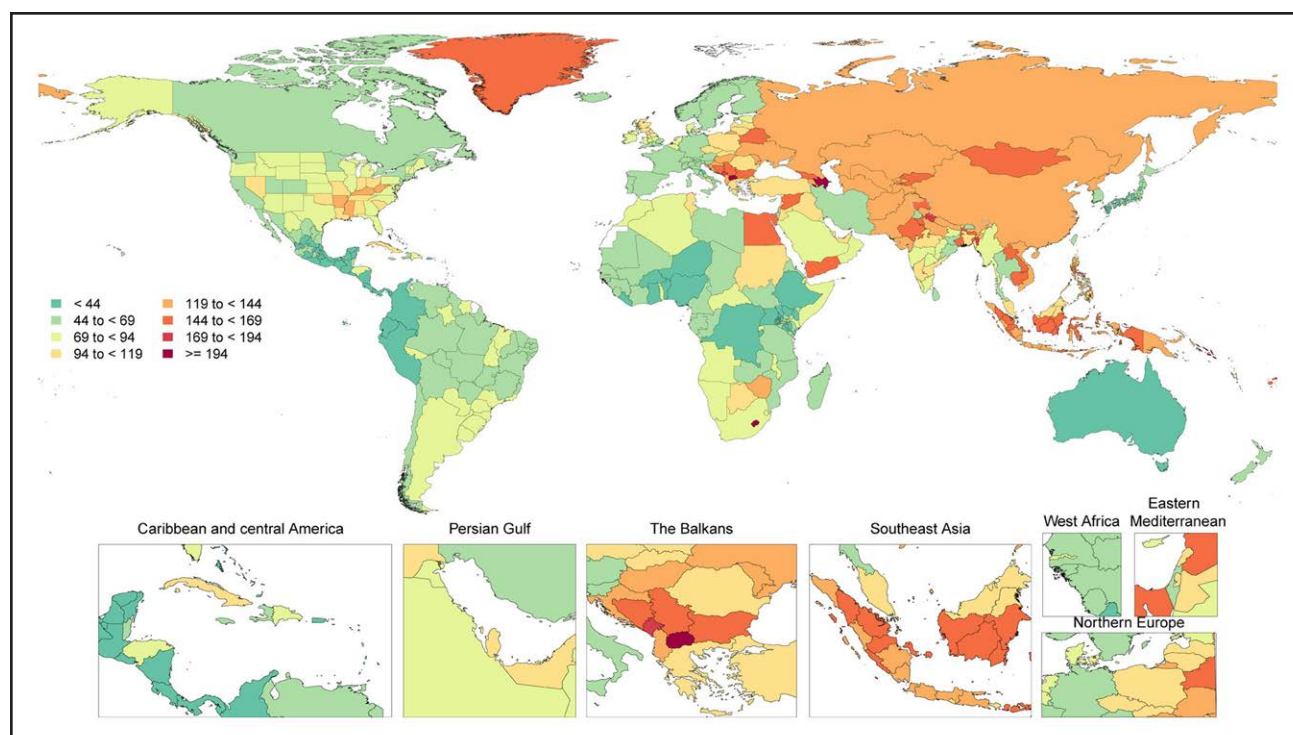 < 44
44 to < 69
69 to < 94
94 to < 119
119 to < 144
144 to < 169
169 to < 194
>= 194
Caribbean and central America
Persian Gulf
The Balkans
Southeast Asia
West Africa
Eastern
Mediterranean
Northern Europe